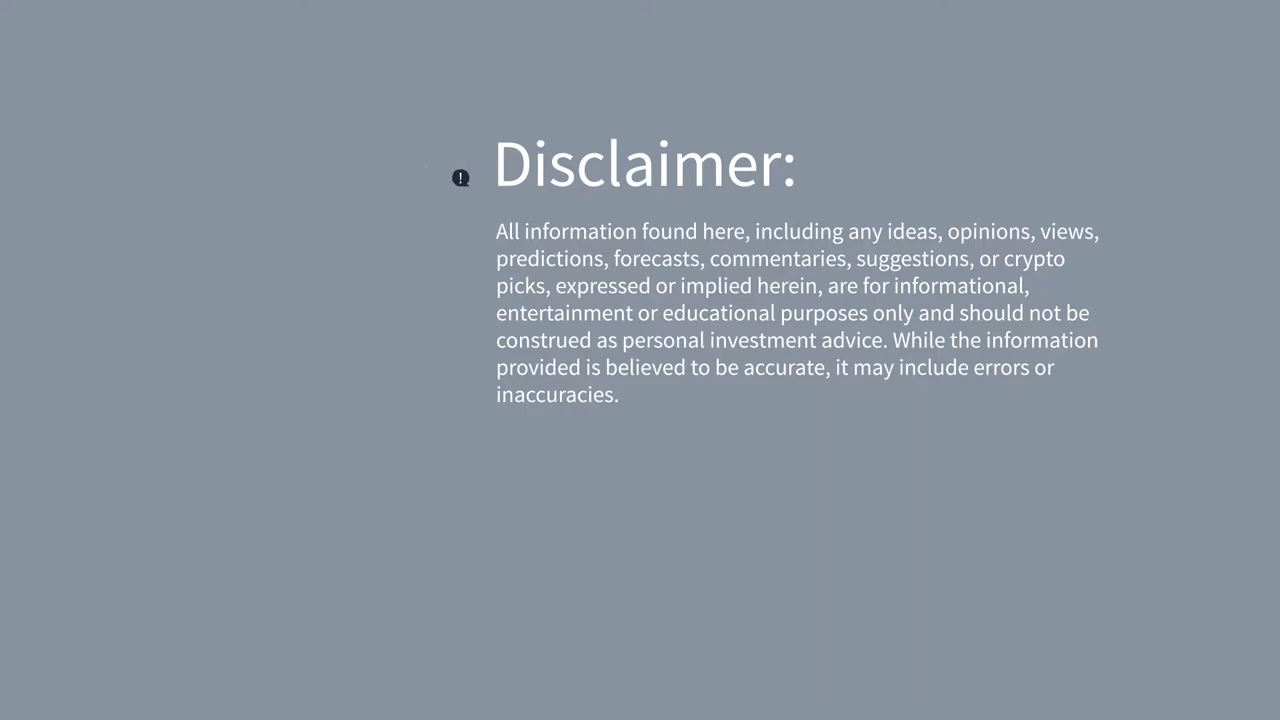 Disclaimer:
All information found here, including any ideas, opinions, views,
predictions, forecasts, commentaries, suggestions, or crypto
picks, expressed or implied herein, are for informational,
entertainment or educational purposes only and should not be
construed as personal investment advice. While the information
provided is believed to be accurate, it may include errors or
inaccuracies.